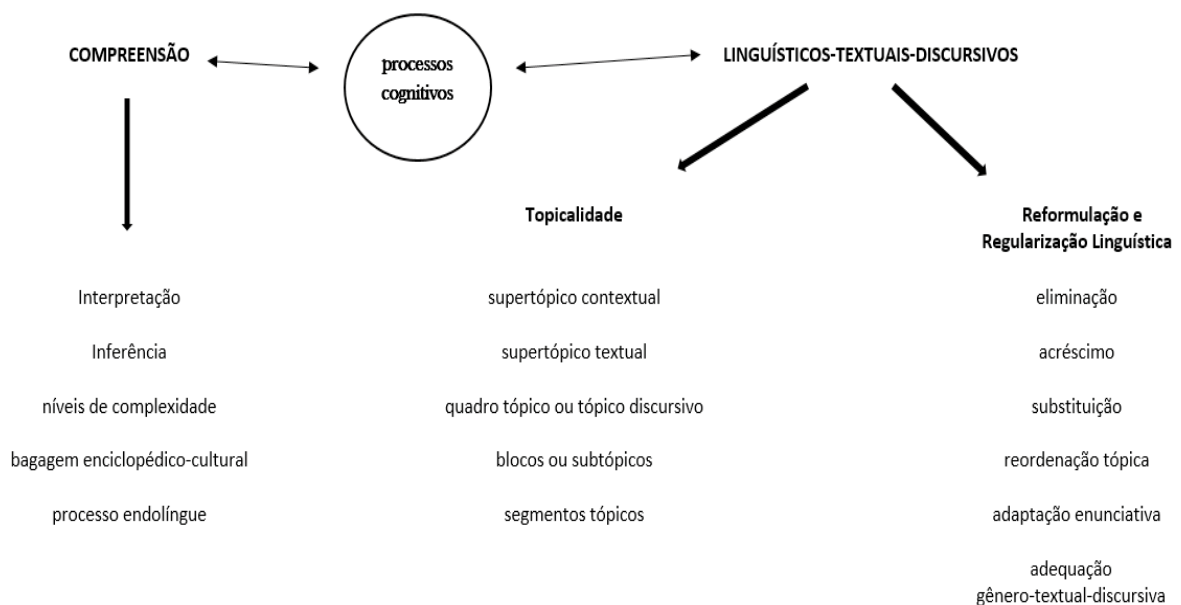 COMPREENSÃO
processos
cognitivos
LINGUÍSTICOS-TEXTUAIS-DISCURSIVOS
Interpretação
Inferência
níveis de complexidade
bagagem enciclopédico-cultural
processo endolíngue
Topicalidade
supertópico contextual
supertópico textual
quadro tópico ou tópico discursivo
blocos ou subtópicos
segmentos tópicos
Reformulação e
Regularização Linguística
eliminação
acréscimo
substituição
reordenação tópica
adaptação enunciativa
adequação
gênero-textual-discursiva